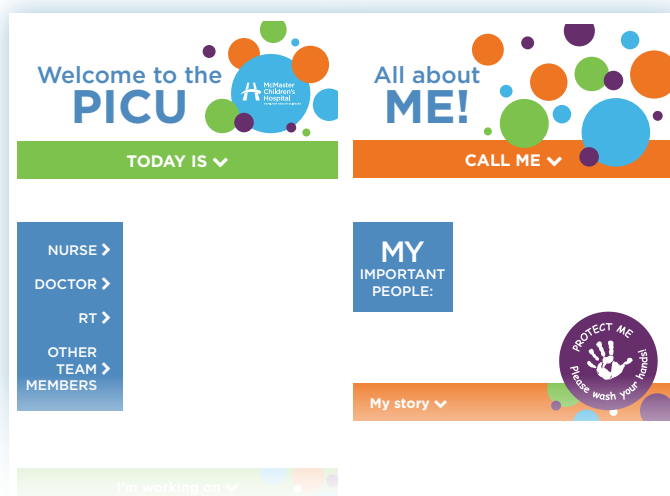 Welcome to the
PICU
McMaster
Children's
Hospital
TODAY IS
NURSE
DOCTOR
RT
OTHER
TEAM
MEMBERS
I'm working on
All about
ME!
CALL ME
MY
IMPORTANT
PEOPLE:
PROTECT ME
Please wash your hands!
My story